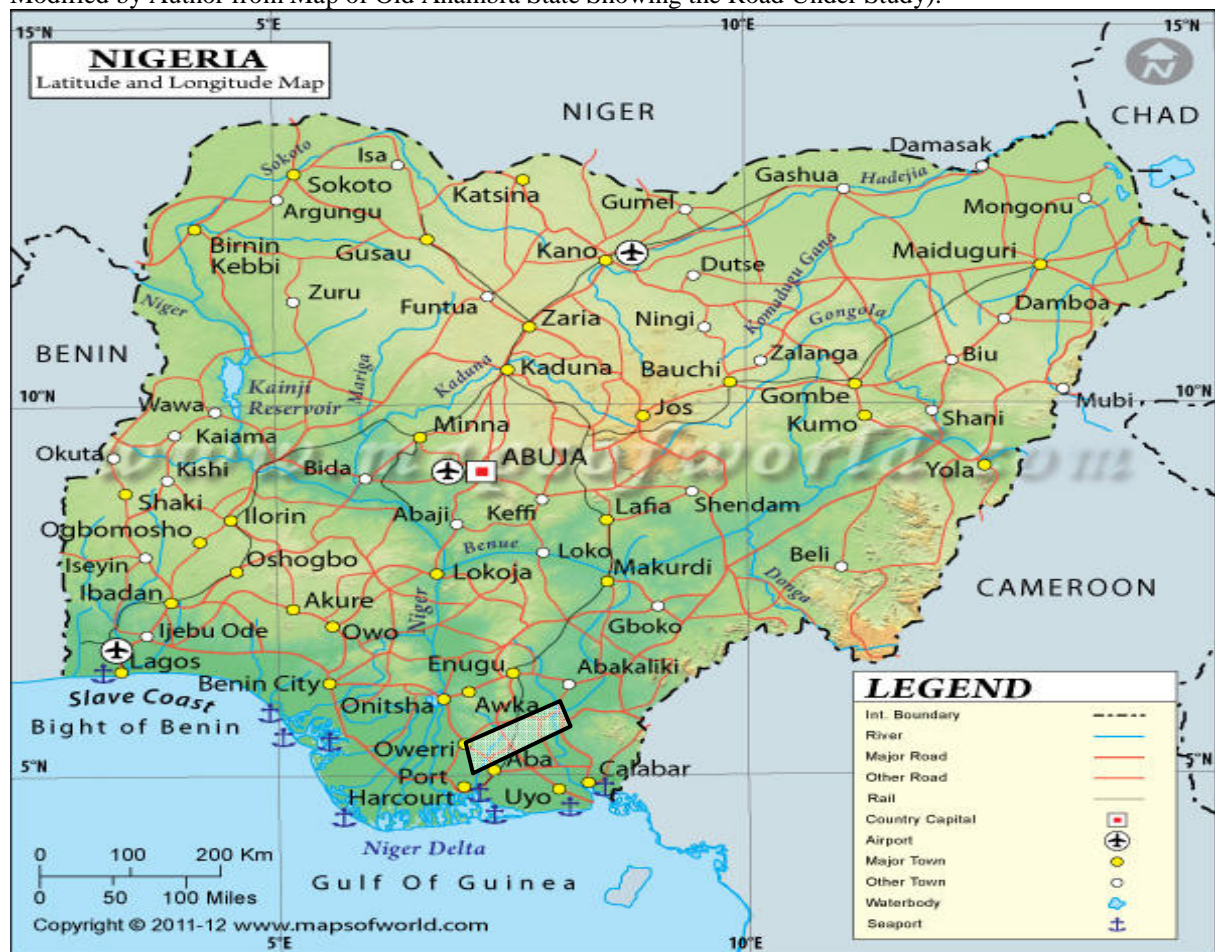 Modified by Author from Map of Old Anambra State Showing the Road Under Study).
5°E
10°E
15°N
15°N
NIGERIA
Latitude and Longitude Map
N
NIGER
CHAD
Damasak
Isa
Sokoto
Sokoto
Katsina
Gashua
Hadejia
Argungu
Gumel
Mongonu
Birnin
Kebbi
Gusau
Kano
Maiduguri
Dutse
Komadugu Gana
Niger
Zuru
Funtua
Damboa
Zaria
Ningi
Gongola
BENIN
Mariga
Kaduna
Kaduna
Bauchi
Zalanga
Biu
Kainji
Reservoir
Gombe
10°N
10°N
Wawa
Jos
Mubi
Kumo
Shani
Kaiama
Minna
www.mapsofworld.com
Okuta
Kishi
Bida
ABUJA
Yola
Shaki
Keffi
Shendam
Ilorin
Abaji
Lafia
Ogbomosho
Benue
Loko
Beli
Iseyin
Oshogbo
Lokoja
Makurdi
Donga
CAMEROON
Ibadan
Akure
Niger
Ijebu Ode
Owo
Gboko
Lagos
Enugu
Abakaliki
Slave Coast
Benin City
Bight of Benin
Onitsha
Awka
Owerri
Aba
Calabar
5°N
5°N
Port
Harcourt
Uyo
Niger Delta
Gulf Of Guinea
0 100 200 Km
0 50 100 Miles
Copyright © 2011-12 www.mapsofworld.com
5°E
10°E
LEGEND
Int. Boundary
River
Major Road
Other Road
Rail
Country Capital
Airport
Major Town
Other Town
Waterbody
Seaport